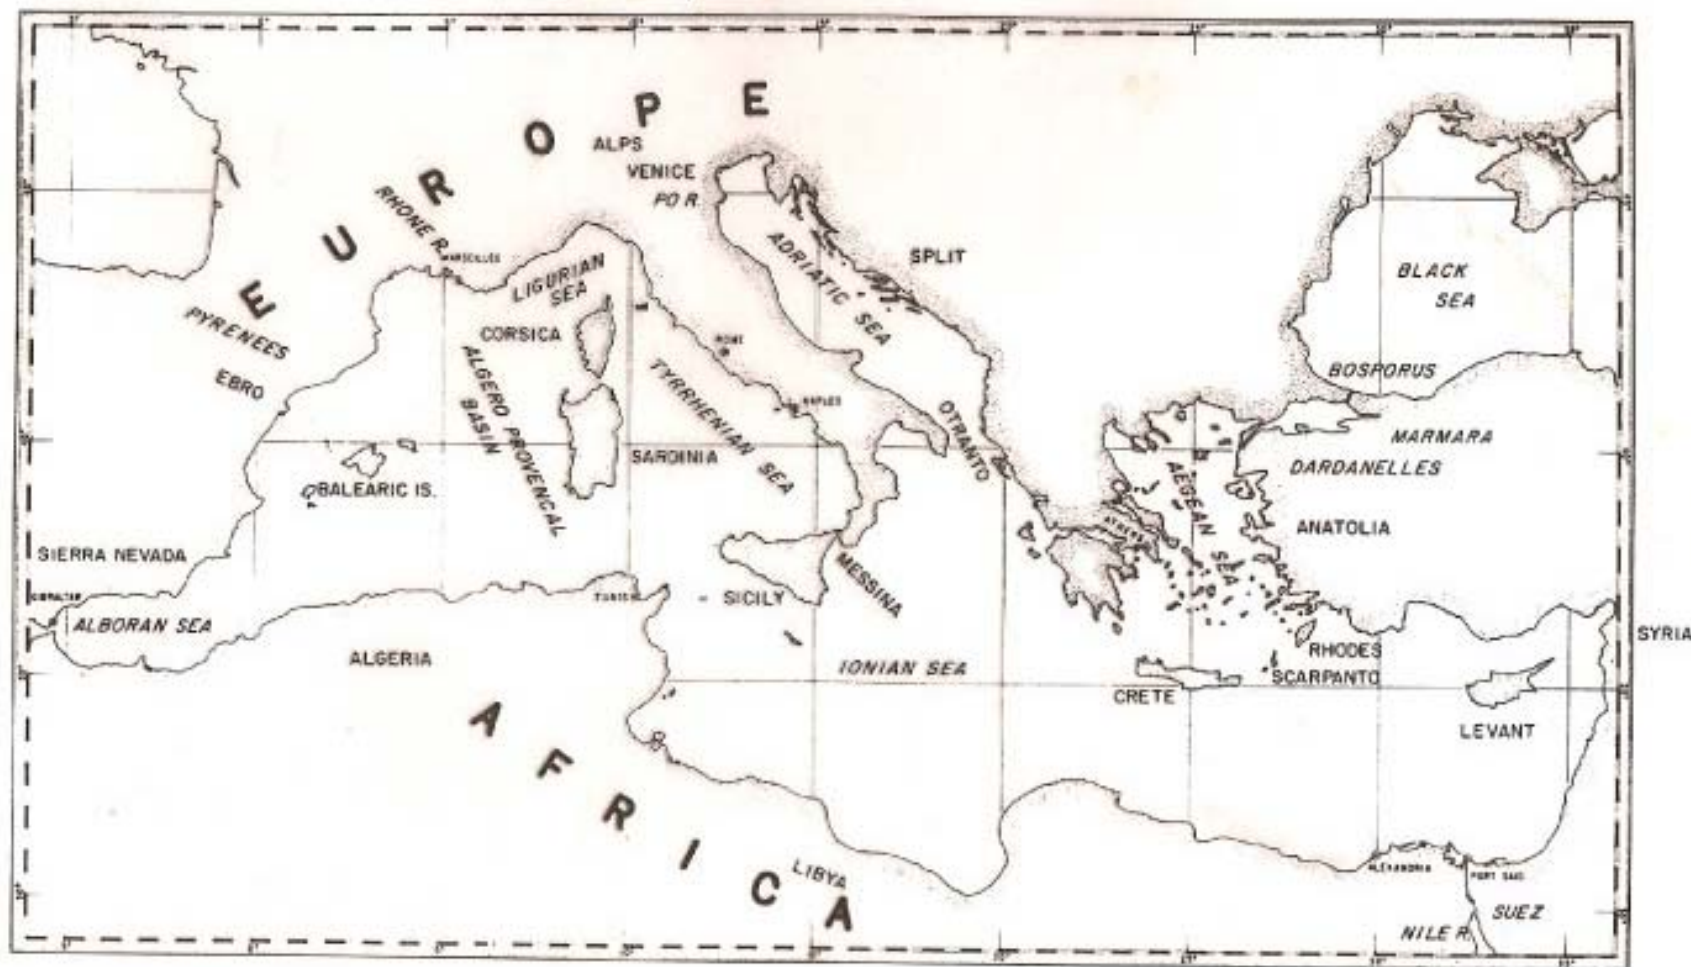 EUROPE
ALPS
VENICE
PO R.
RHONE R.
MARSEILLES
LIGURIAN
SEA
ADRIATIC SEA
SPLIT
BLACK
SEA
PYRENEES
EBRO
CORSICA
ROME
BOSPORUS
ALGERO PROVENCAL
BASIN
TYRRHENIAN SEA
NAPLES
OTRANTO
MARMARA
DARDANELLES
SARDINIA
BALEARIC IS.
AEGEAN SEA
ATHENS
ANATOLIA
SIERRA NEVADA
GIBRALTAR
ALBORAN SEA
TUNIS
SICILY
MESSINA
SYRIA
ALGERIA
IONIAN SEA
RHODES
SCARPANTO
CRETE
LEVANT
AFRICA
LIBYA
ALEXANDRIA
PORT SAID
SUEZ
NILE R.